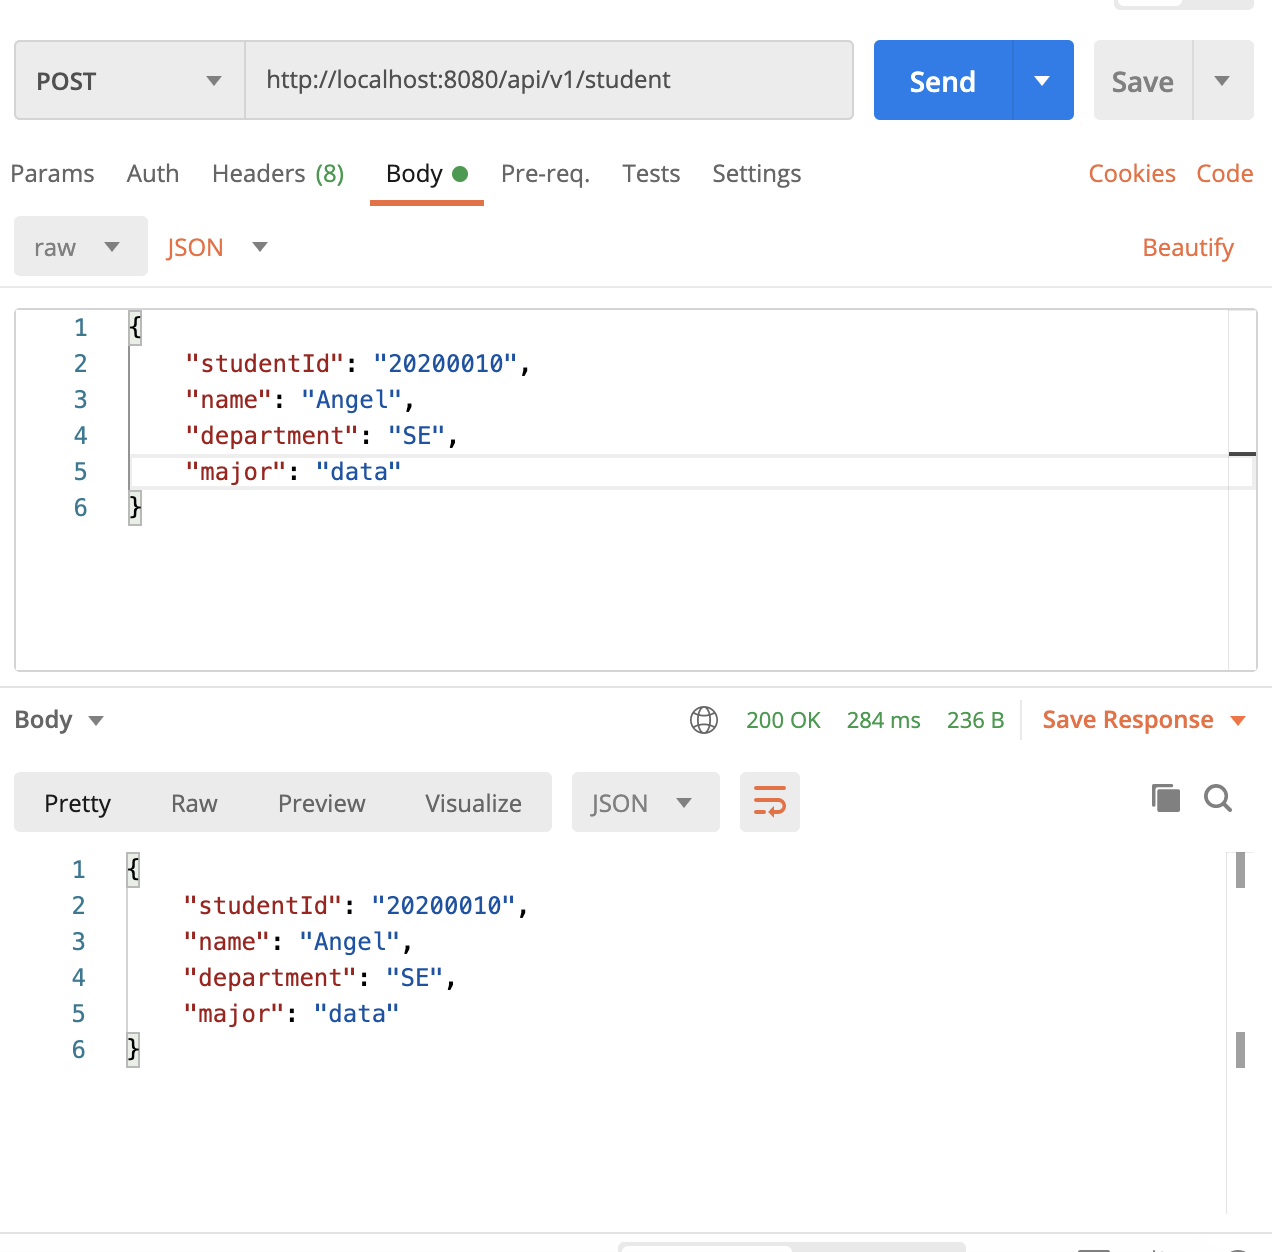 POST http://localhost:8080/api/v1/student Send Save
Params Auth Headers (8) Body Pre-req. Tests Settings Cookies Code
raw JSON Beautify
1 {
2 "studentId": "20200010",
3 "name": "Angel",
4 "department": "SE",
5 "major": "data"
6 }
Body 200 OK 284 ms 236 B Save Response
Pretty Raw Preview Visualize JSON
1 {
2 "studentId": "20200010",
3 "name": "Angel",
4 "department": "SE",
5 "major": "data"
6 }